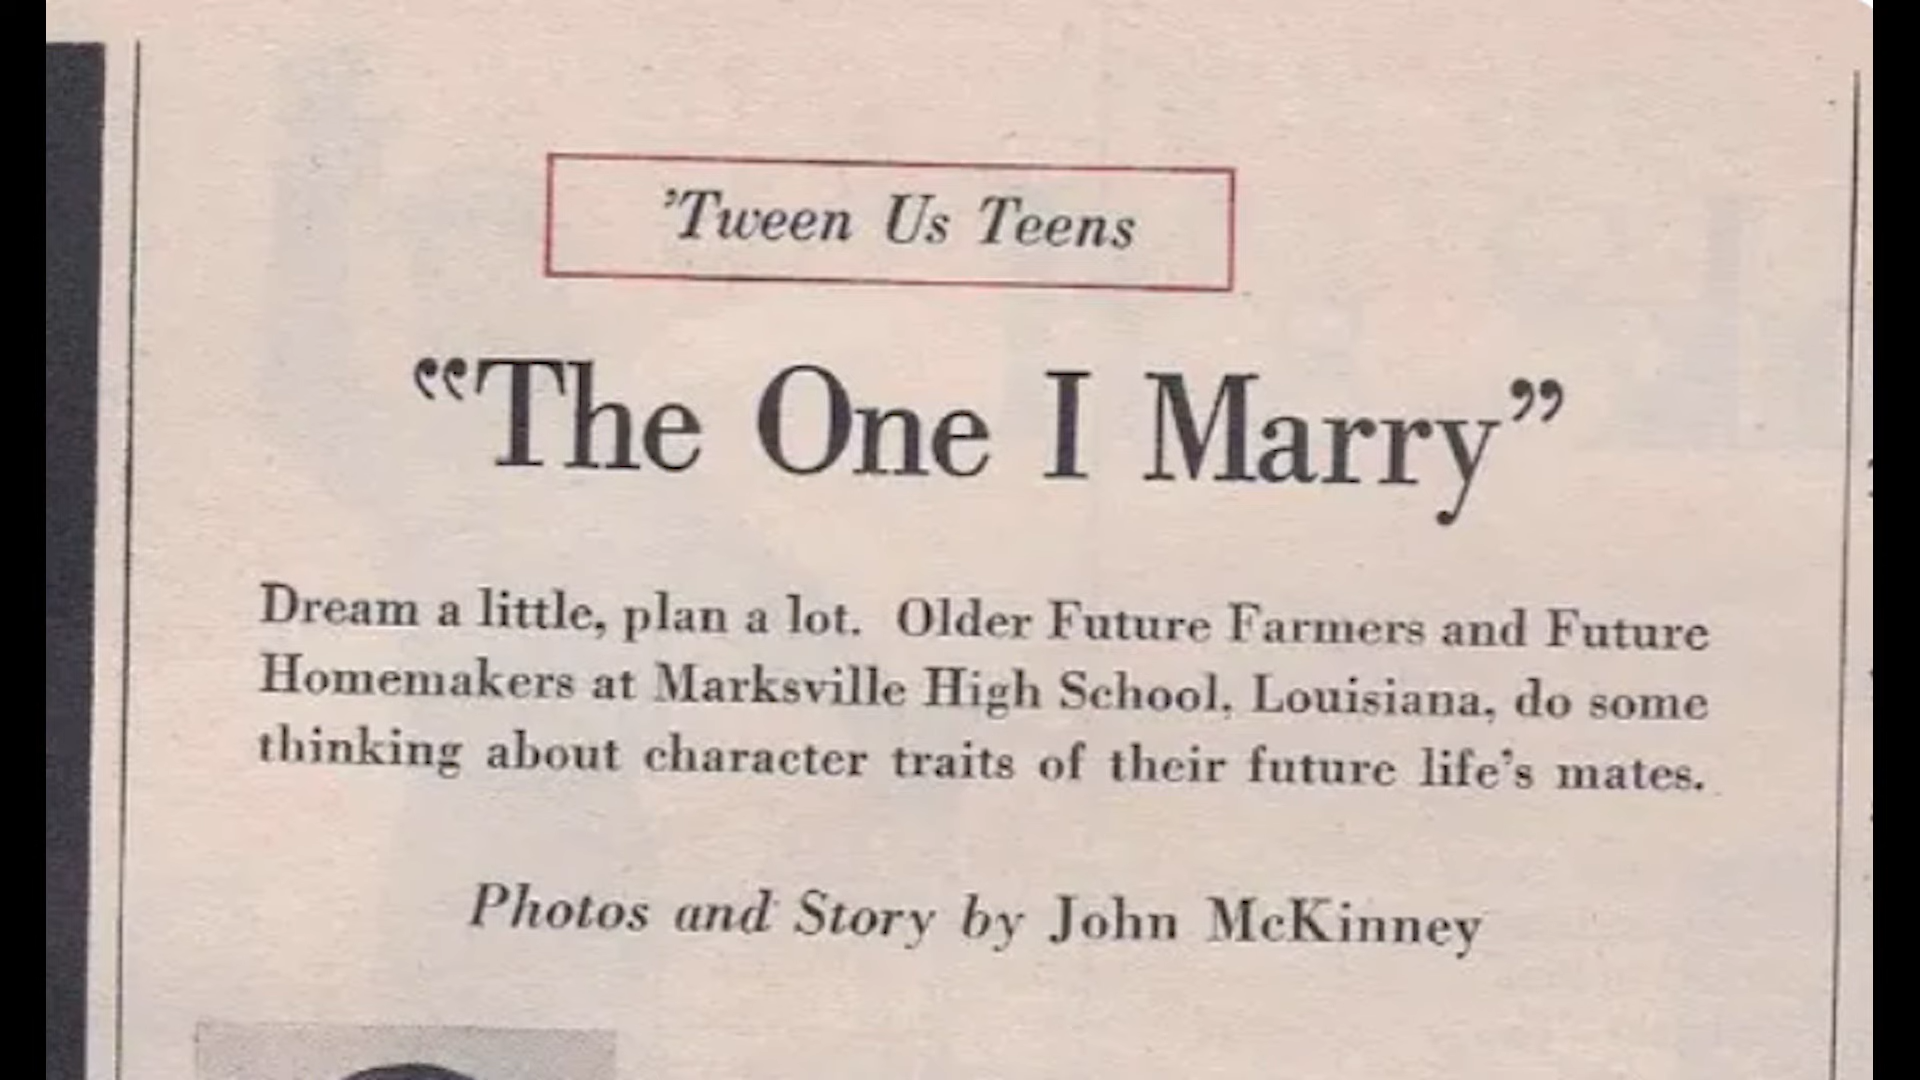 ’Tween Us Teens
“The One I Marry”
Dream a little, plan a lot. Older Future Farmers and Future
Homemakers at Marksville High School, Louisiana, do some
thinking about character traits of their future life’s mates.
Photos and Story by John McKinney